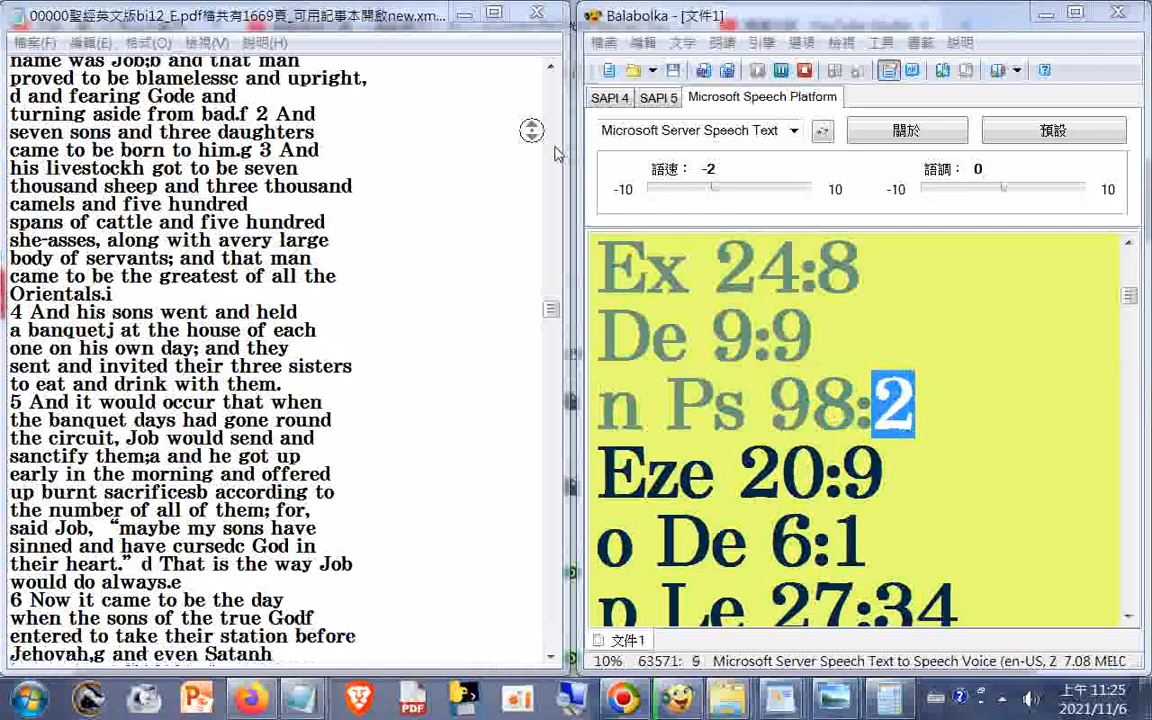 00000聖經英文版bi12_E.pdf檔共有1669頁_可用記事本開啟new.xm...
檔案(F) 編輯(E) 格式(O) 檢視(V) 說明(H)
name was Job;b and that man
proved to be blamelessc and upright,
d and fearing Gode and
turning aside from bad.f 2 And
seven sons and three daughters
came to be born to him.g 3 And
his livestockh got to be seven
thousand sheep and three thousand
camels and five hundred
spans of cattle and five hundred
she-asses, along with avery large
body of servants; and that man
came to be the greatest of all the
Orientals.i
4 And his sons went and held
a banquetj at the house of each
one on his own day; and they
sent and invited their three sisters
to eat and drink with them.
5 And it would occur that when
the banquet days had gone round
the circuit, Job would send and
sanctify them;a and he got up
early in the morning and offered
up burnt sacrificesb according to
the number of all of them; for,
said Job, “maybe my sons have
sinned and have cursedc God in
their heart.” d That is the way Job
would do always.e
6 Now it came to be the day
when the sons of the true Godf
entered to take their station before
Jehovah,g and even Satanh
Balabolka - [文件1]
檔案 編輯 文字 朗讀 引擎 選項 檢視 工具 書籤 說明
SAPI 4 SAPI 5 Microsoft Speech Platform
Microsoft Server Speech Text 關於 預設
語速： -2 語調： 0
-10 10 -10 10
Ex 24:8
De 9:9
n Ps 98:2
Eze 20:9
o De 6:1
p Le 27:34
文件1
10% 63571: 9 Microsoft Server Speech Text to Speech Voice (en-US, Z 7.08 MELC
PDF
上午 11:25
2021/11/6